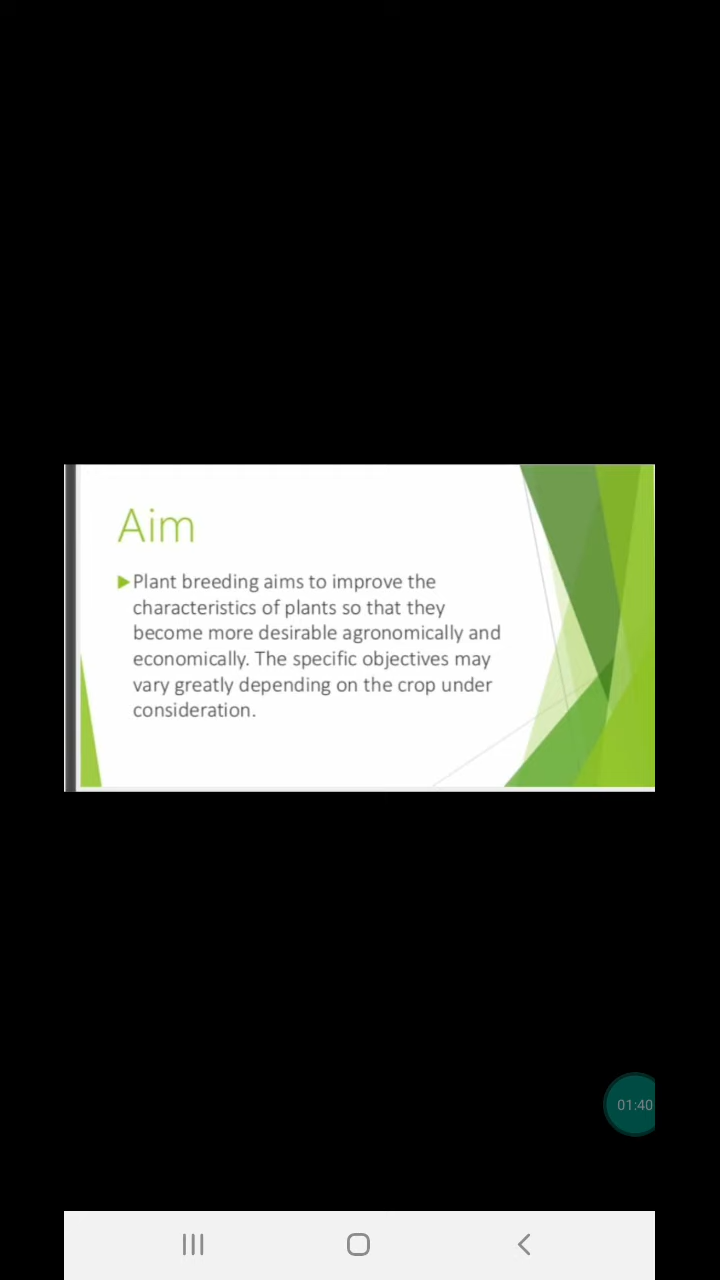 Aim
Plant breeding aims to improve the
characteristics of plants so that they
become more desirable agronomically and
economically. The specific objectives may
vary greatly depending on the crop under
consideration.
01:40